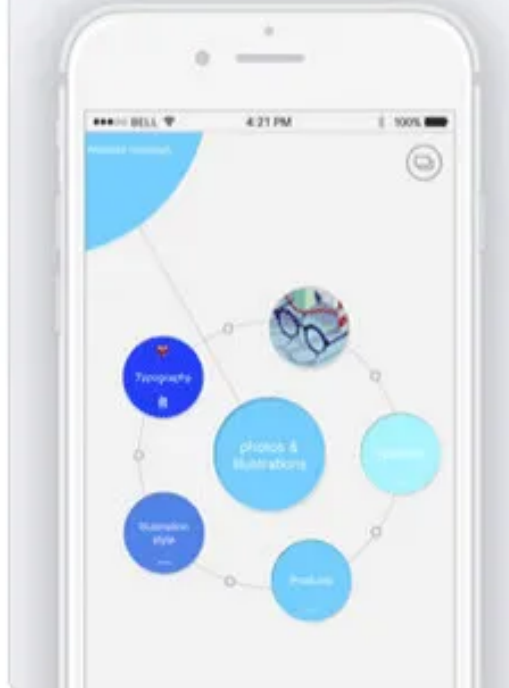 BELL
4:21 PM
100%
Typography
photos &
illustrations
Illustration
style
Products